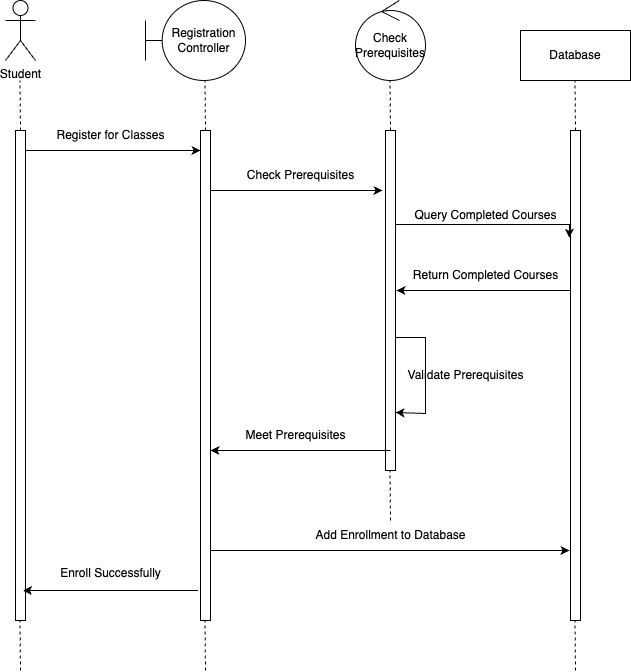 Student
Registration
Controller
Check
Prerequisites
Database
Register for Classes
Check Prerequisites
Query Completed Courses
Return Completed Courses
Validate Prerequisites
Meet Prerequisites
Add Enrollment to Database
Enroll Successfully